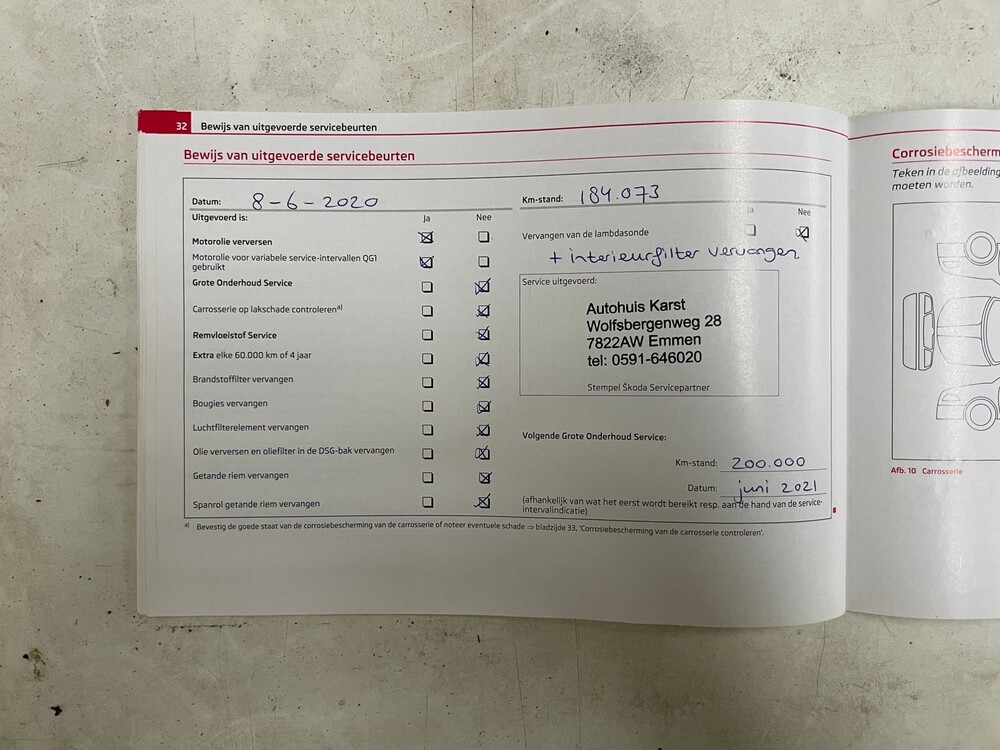 32 Bewijs van uitgevoerde servicebeurten
Bewijs van uitgevoerde servicebeurten
Datum: 8-6-2020
Uitgevoerd is: Ja Nee
Motorolie verversen
Motorolie voor variabele service-intervallen QG1
gebruikt
Grote Onderhoud Service
Carrosserie op lakschade controleren a)
Remvloeistof Service
Extra elke 60.000 km of 4 jaar
Brandstoffilter vervangen
Bougies vervangen
Luchtfilterelement vervangen
Olie verversen en oliefilter in de DSG-bak vervangen
Getande riem vervangen
Spanrol getande riem vervangen
Km-stand: 184.073
Ja Nee
Vervangen van de lambdasonde
+ interieurfilter vervangen
Service uitgevoerd:
Autohuis Karst
Wolfsbergenweg 28
7822AW Emmen
tel: 0591-646020
Stempel Škoda Servicepartner
Volgende Grote Onderhoud Service:
Km-stand: 200.000
Datum: juni 2021
(afhankelijk van wat het eerst wordt bereikt resp. aan de hand van de service-
intervalindicatie)
a) Bevestig de goede staat van de corrosiebescherming van de carrosserie of noteer eventuele schade ⇒ bladzijde 33, 'Corrosiebescherming van de carrosserie controleren'.
Corrosiebescherm
Teken in de afbeelding
moeten worden.
Afb. 10 Carrosserie